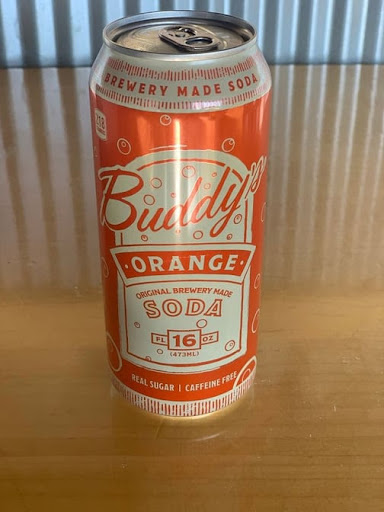 BREWERY MADE SODA
Buddy's
·ORANGE·
ORIGINAL BREWERY MADE
SODA
FL 16 OZ
(473ML)
REAL SUGAR | CAFFEINE FREE